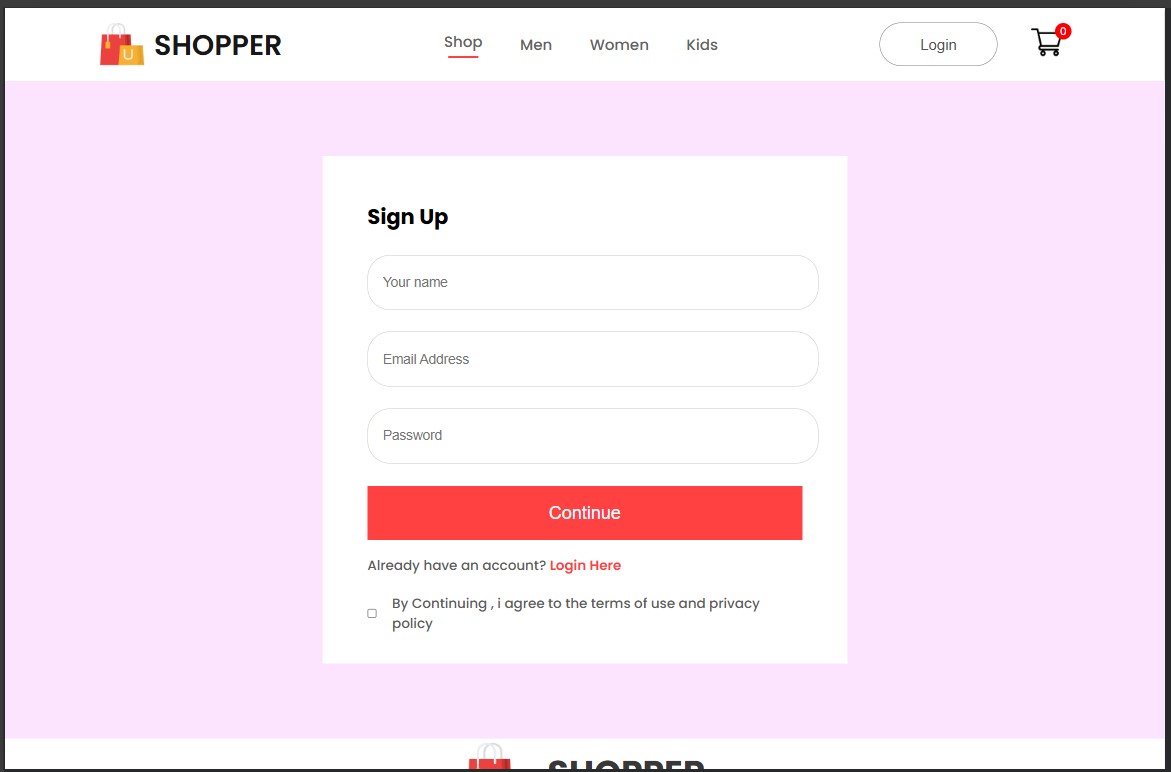 SHOPPER
Shop Men Women Kids
Login
0
U
Sign Up
Your name
Email Address
Password
Continue
Already have an account? Login Here
By Continuing , i agree to the terms of use and privacy
policy
SHOPPER